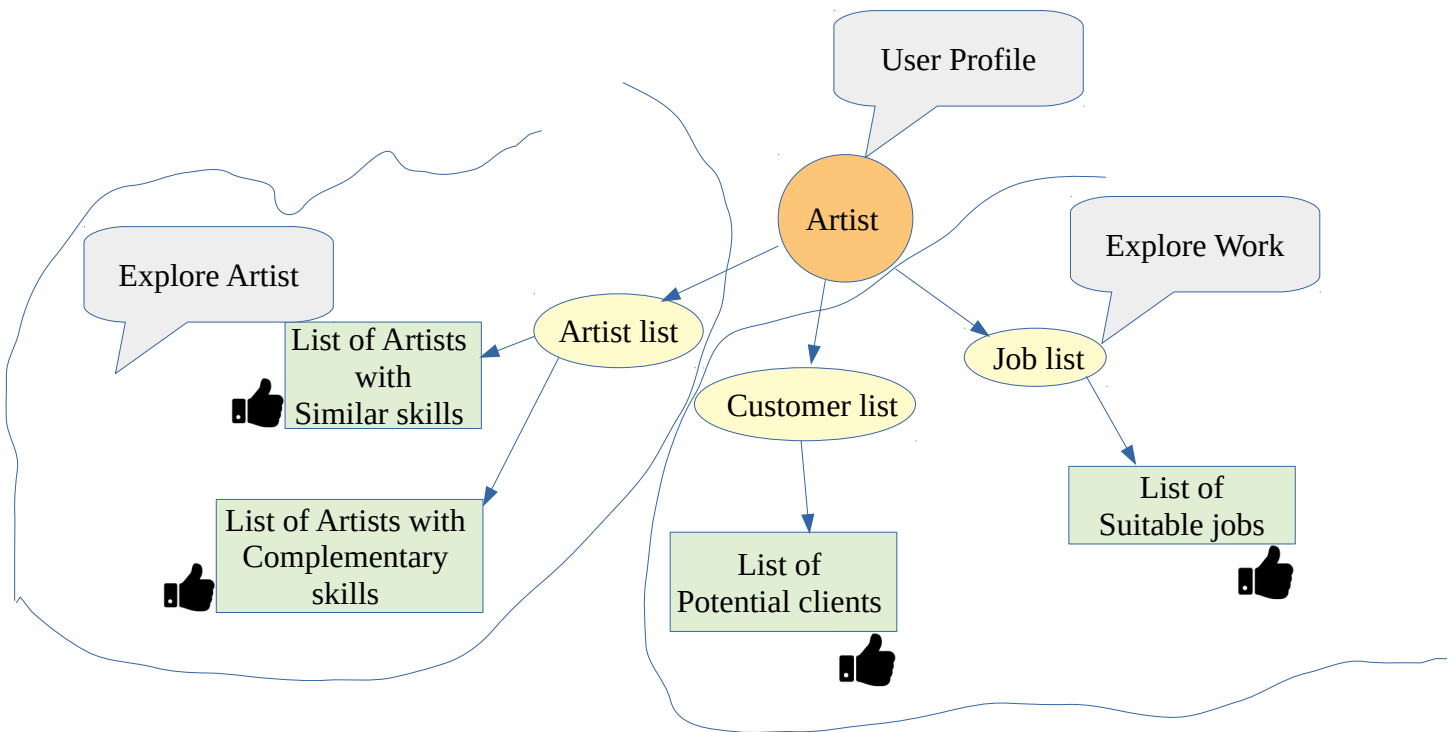 User Profile
Artist
Explore Work
Explore Artist
Artist list
List of Artists
with
Similar skills
Job list
Customer list
List of Artists with
Complementary
skills
List of
Suitable jobs
List of
Potential clients